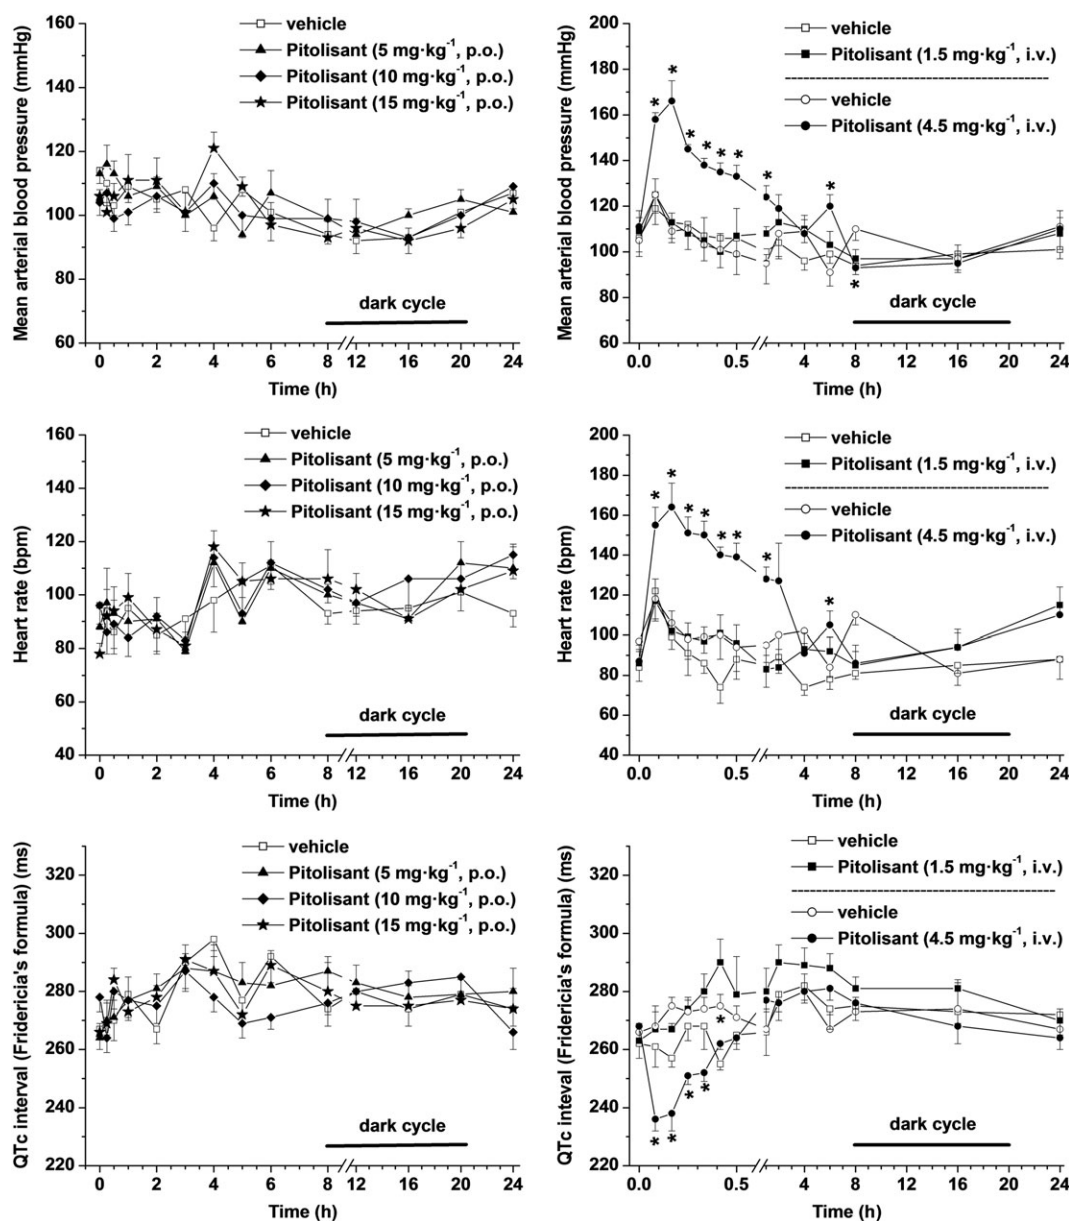 Mean arterial blood pressure (mmHg)
160
140
120
100
80
60
vehicle
Pitolisant (5 mg·kg⁻¹, p.o.)
Pitolisant (10 mg·kg⁻¹, p.o.)
Pitolisant (15 mg·kg⁻¹, p.o.)
dark cycle
0 2 4 6 8 12 16 20 24
Time (h)
Mean arterial blood pressure (mmHg)
200
180
160
140
120
100
80
60
vehicle
Pitolisant (1.5 mg·kg⁻¹, i.v.)
vehicle
Pitolisant (4.5 mg·kg⁻¹, i.v.)
* * * * * * * * *
dark cycle
0.0 0.5 4 8 12 16 20 24
Time (h)
Heart rate (bpm)
160
140
120
100
80
60
40
vehicle
Pitolisant (5 mg·kg⁻¹, p.o.)
Pitolisant (10 mg·kg⁻¹, p.o.)
Pitolisant (15 mg·kg⁻¹, p.o.)
dark cycle
0 2 4 6 8 12 16 20 24
Time (h)
Heart rate (bpm)
200
180
160
140
120
100
80
60
40
vehicle
Pitolisant (1.5 mg·kg⁻¹, i.v.)
vehicle
Pitolisant (4.5 mg·kg⁻¹, i.v.)
* * * * * * * *
dark cycle
0.0 0.5 4 8 12 16 20 24
Time (h)
QTc interval (Fridericia's formula) (ms)
320
300
280
260
240
220
vehicle
Pitolisant (5 mg·kg⁻¹, p.o.)
Pitolisant (10 mg·kg⁻¹, p.o.)
Pitolisant (15 mg·kg⁻¹, p.o.)
dark cycle
0 2 4 6 8 12 16 20 24
Time (h)
QTc inteval (Fridericia's formula) (ms)
320
300
280
260
240
220
vehicle
Pitolisant (1.5 mg·kg⁻¹, i.v.)
vehicle
Pitolisant (4.5 mg·kg⁻¹, i.v.)
* * * * *
dark cycle
0.0 0.5 4 8 12 16 20 24
Time (h)